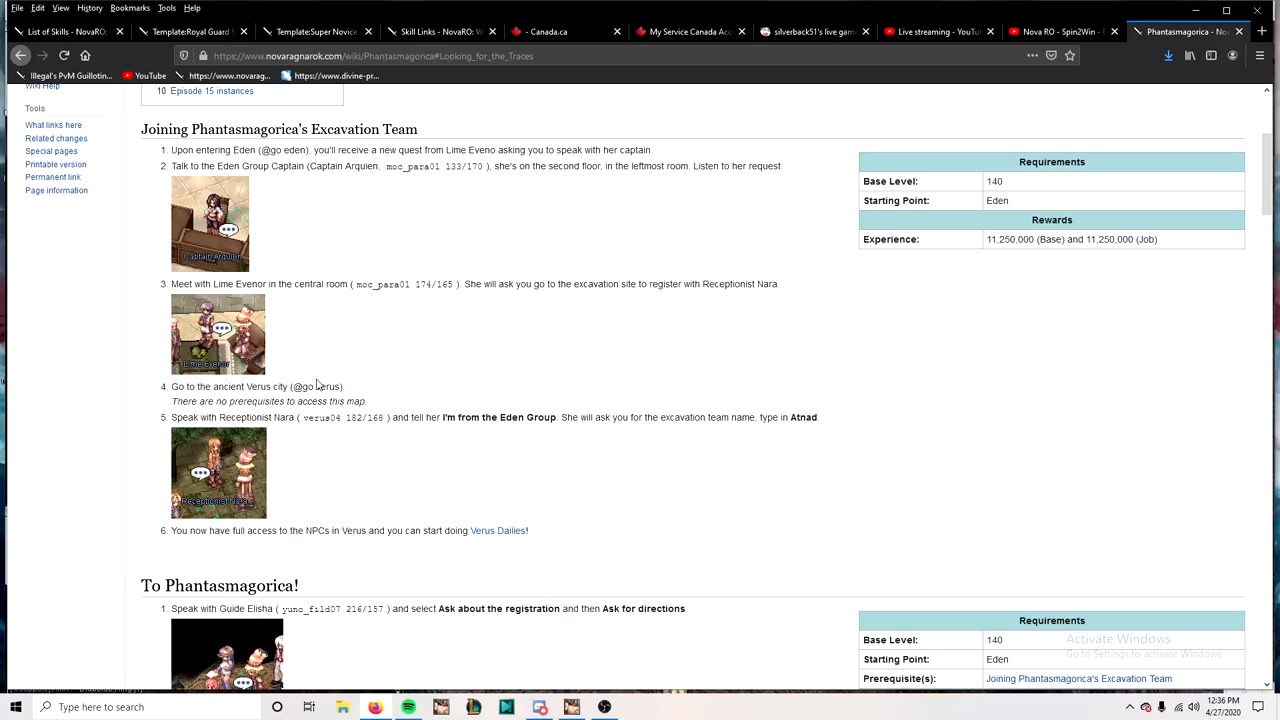 File Edit View History Bookmarks Tools Help
List of Skills - NovaRO: Template:Royal Guard S Template:Super Novice Skill Links - NovaRO: W - Canada.ca My Service Canada Acc silverback51's live gam Live streaming - YouTu Nova RO - Spin2Win - Phantasmagorica - Nov
https://www.novaragnarok.com/wiki/Phantasmagorica#Looking_for_the_Traces
Illegal's PvM Guillotin... YouTube https://www.novarag... https://www.divine-pr...
Wiki Help
Tools
What links here
Related changes
Special pages
Printable version
Permanent link
Page information
10 Episode 15 instances
Joining Phantasmagorica's Excavation Team
1. Upon entering Eden (@go eden), you'll receive a new quest from Lime Eveno asking you to speak with her captain.
2. Talk to the Eden Group Captain (Captain Arquien, moc_para01 133/170 ), she's on the second floor, in the leftmost room. Listen to her request.
Captain Arquien
3. Meet with Lime Evenor in the central room ( moc_para01 174/165 ). She will ask you go to the excavation site to register with Receptionist Nara.
Lime Evenor
4. Go to the ancient Verus city (@go verus).
There are no prerequisites to access this map.
5. Speak with Receptionist Nara ( verus04 182/168 ) and tell her I'm from the Eden Group. She will ask you for the excavation team name, type in Atnad.
Receptionist Nara
6. You now have full access to the NPCs in Verus and you can start doing Verus Dailies!
Requirements
Base Level: 140
Starting Point: Eden
Rewards
Experience: 11,250,000 (Base) and 11,250,000 (Job)
To Phantasmagorica!
1. Speak with Guide Elisha ( yuno_fild07 216/157 ) and select Ask about the registration and then Ask for directions.
Requirements
Base Level: 140
Starting Point: Eden
Prerequisite(s): Joining Phantasmagorica's Excavation Team
Activate Windows
Go to Settings to activate Windows.
Type here to search
12:36 PM
4/27/2020